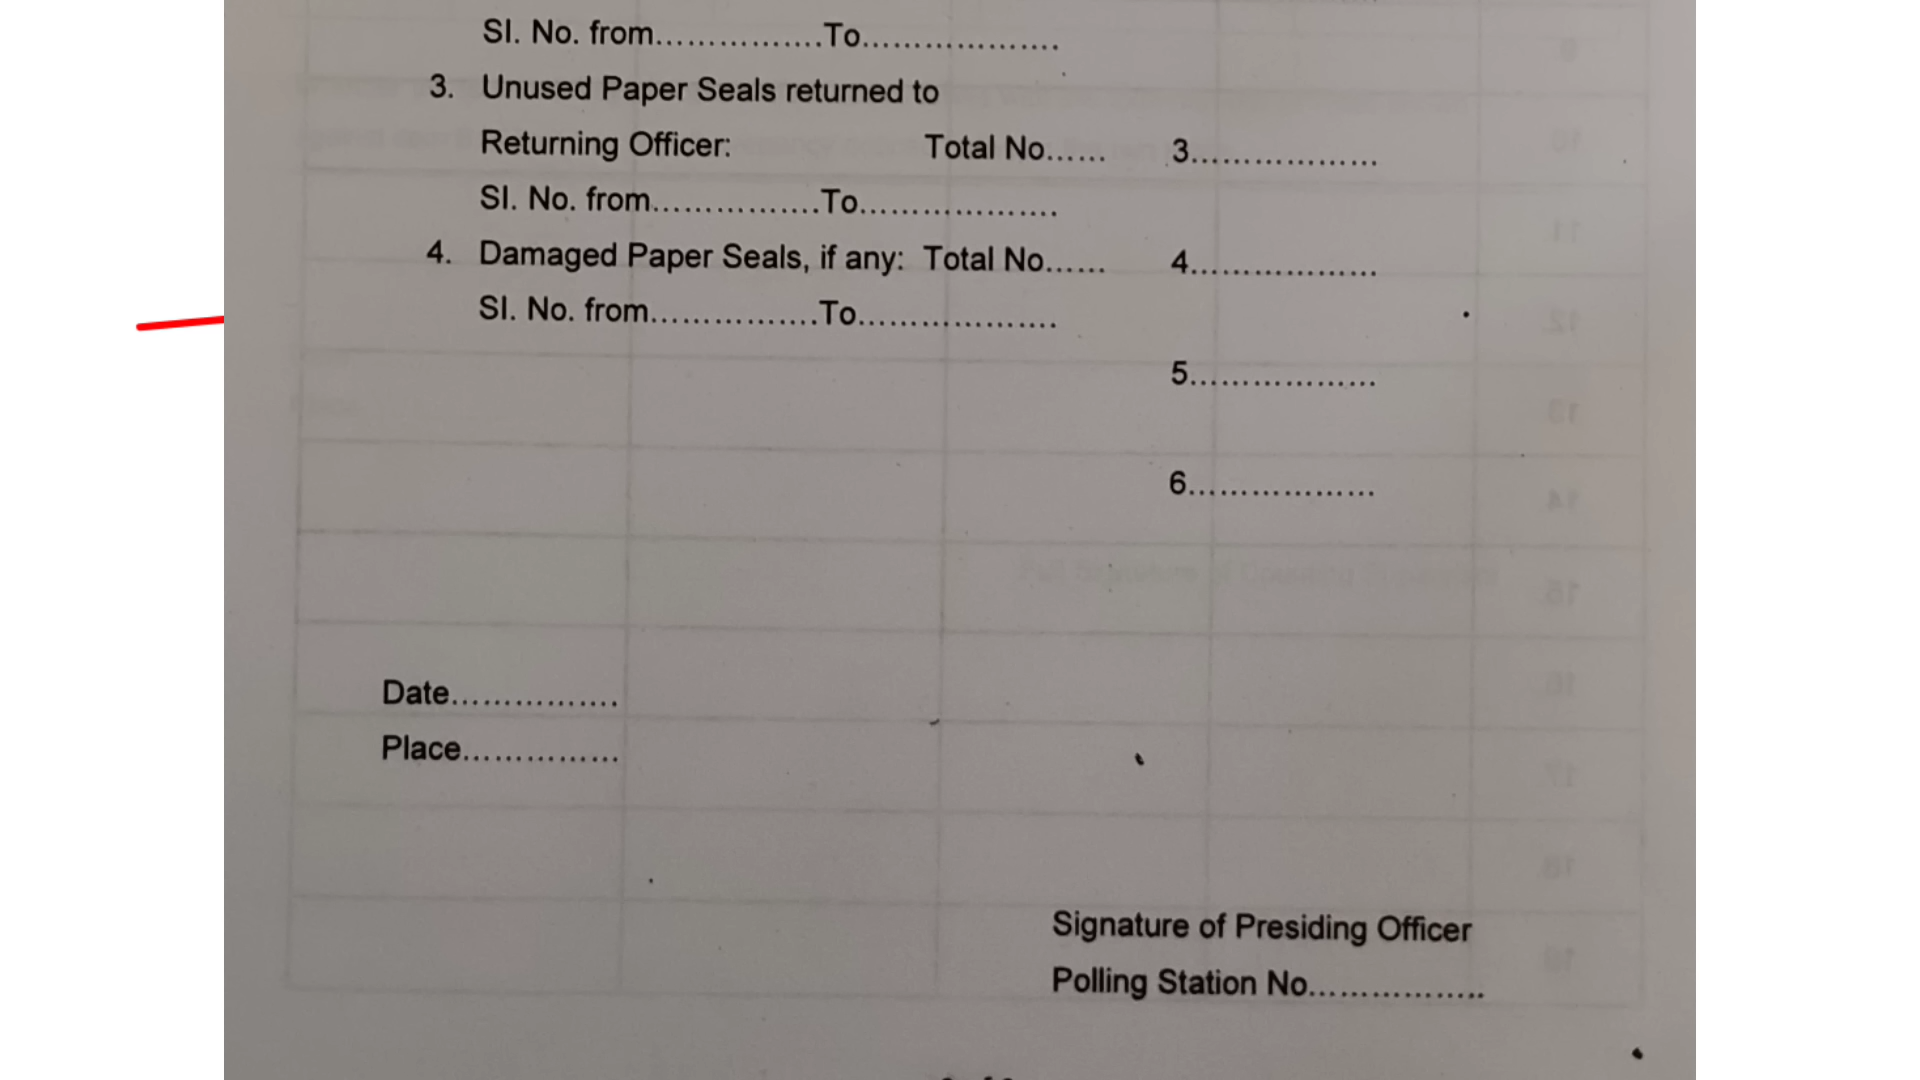 Sl. No. from................To...................
3. Unused Paper Seals returned to
Returning Officer: Total No...... 3..................
Sl. No. from................To...................
4. Damaged Paper Seals, if any: Total No...... 4..................
Sl. No. from................To...................
5..................
6..................
Date................
Place...............
Signature of Presiding Officer
Polling Station No.................